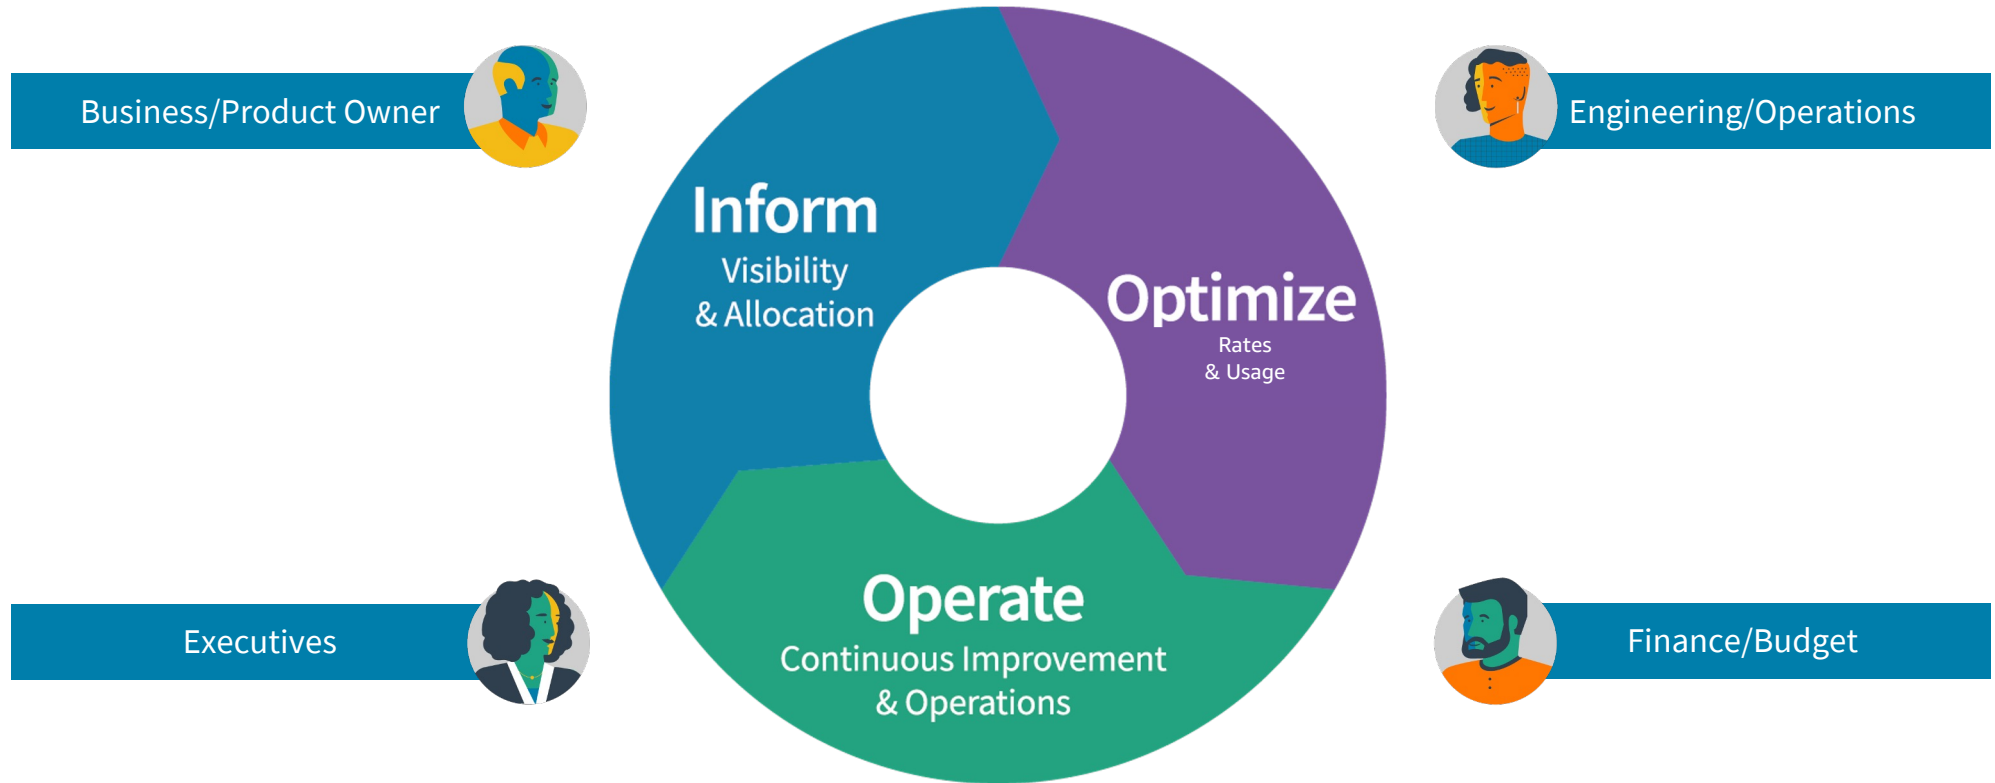 Business/Product Owner
Engineering/Operations
Inform
Visibility
& Allocation
Optimize
Rates
& Usage
Operate
Continuous Improvement
& Operations
Executives
Finance/Budget